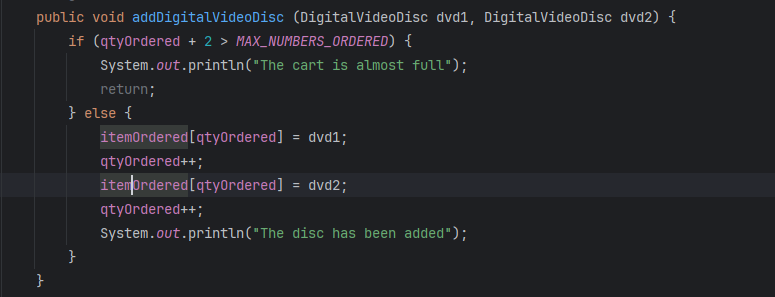 public void addDigitalVideoDisc (DigitalVideoDisc dvd1, DigitalVideoDisc dvd2) {
    if (qtyOrdered + 2 > MAX_NUMBERS_ORDERED) {
        System.out.println("The cart is almost full");
        return;
    } else {
        itemOrdered[qtyOrdered] = dvd1;
        qtyOrdered++;
        itemOrdered[qtyOrdered] = dvd2;
        qtyOrdered++;
        System.out.println("The disc has been added");
    }
}